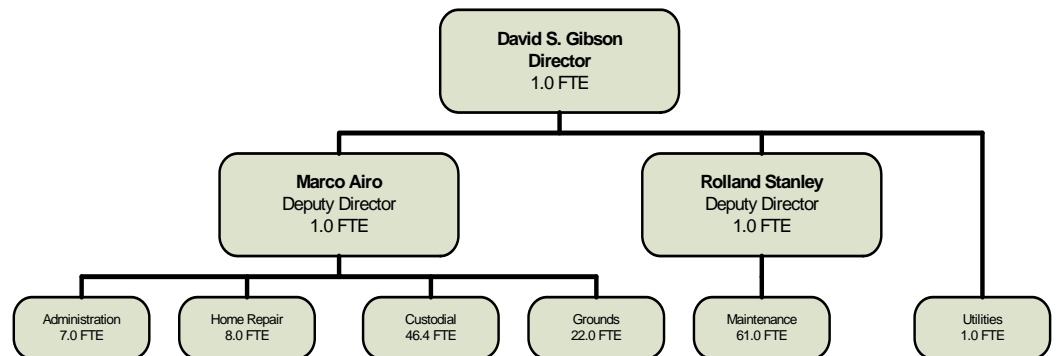 David S. Gibson
Director
1.0 FTE
Marco Airo
Deputy Director
1.0 FTE
Rolland Stanley
Deputy Director
1.0 FTE
Administration
7.0 FTE
Home Repair
8.0 FTE
Custodial
46.4 FTE
Grounds
22.0 FTE
Maintenance
61.0 FTE
Utilities
1.0 FTE